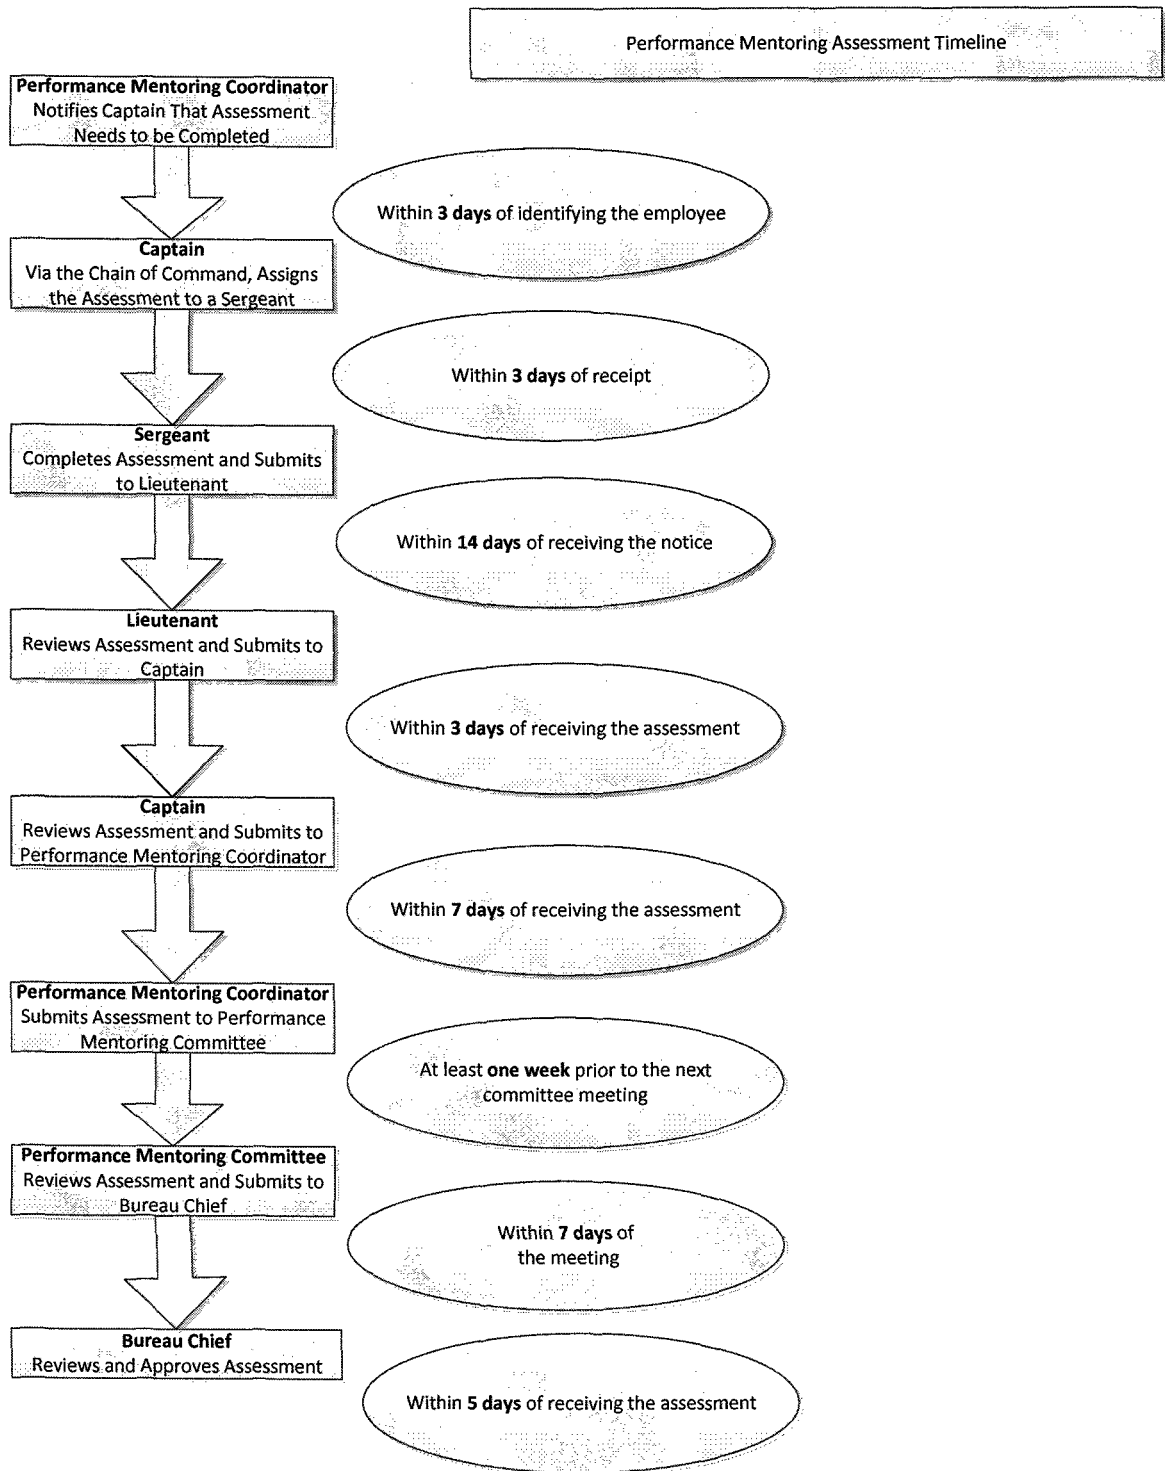 Performance Mentoring Assessment Timeline
Performance Mentoring Coordinator
Notifies Captain That Assessment
Needs to be Completed
Within 3 days of identifying the employee
Captain
Via the Chain of Command, Assigns
the Assessment to a Sergeant
Within 3 days of receipt
Sergeant
Completes Assessment and Submits
to Lieutenant
Within 14 days of receiving the notice
Lieutenant
Reviews Assessment and Submits to
Captain
Within 3 days of receiving the assessment
Captain
Reviews Assessment and Submits to
Performance Mentoring Coordinator
Within 7 days of receiving the assessment
Performance Mentoring Coordinator
Submits Assessment to Performance
Mentoring Committee
At least one week prior to the next
committee meeting
Performance Mentoring Committee
Reviews Assessment and Submits to
Bureau Chief
Within 7 days of
the meeting
Bureau Chief
Reviews and Approves Assessment
Within 5 days of receiving the assessment